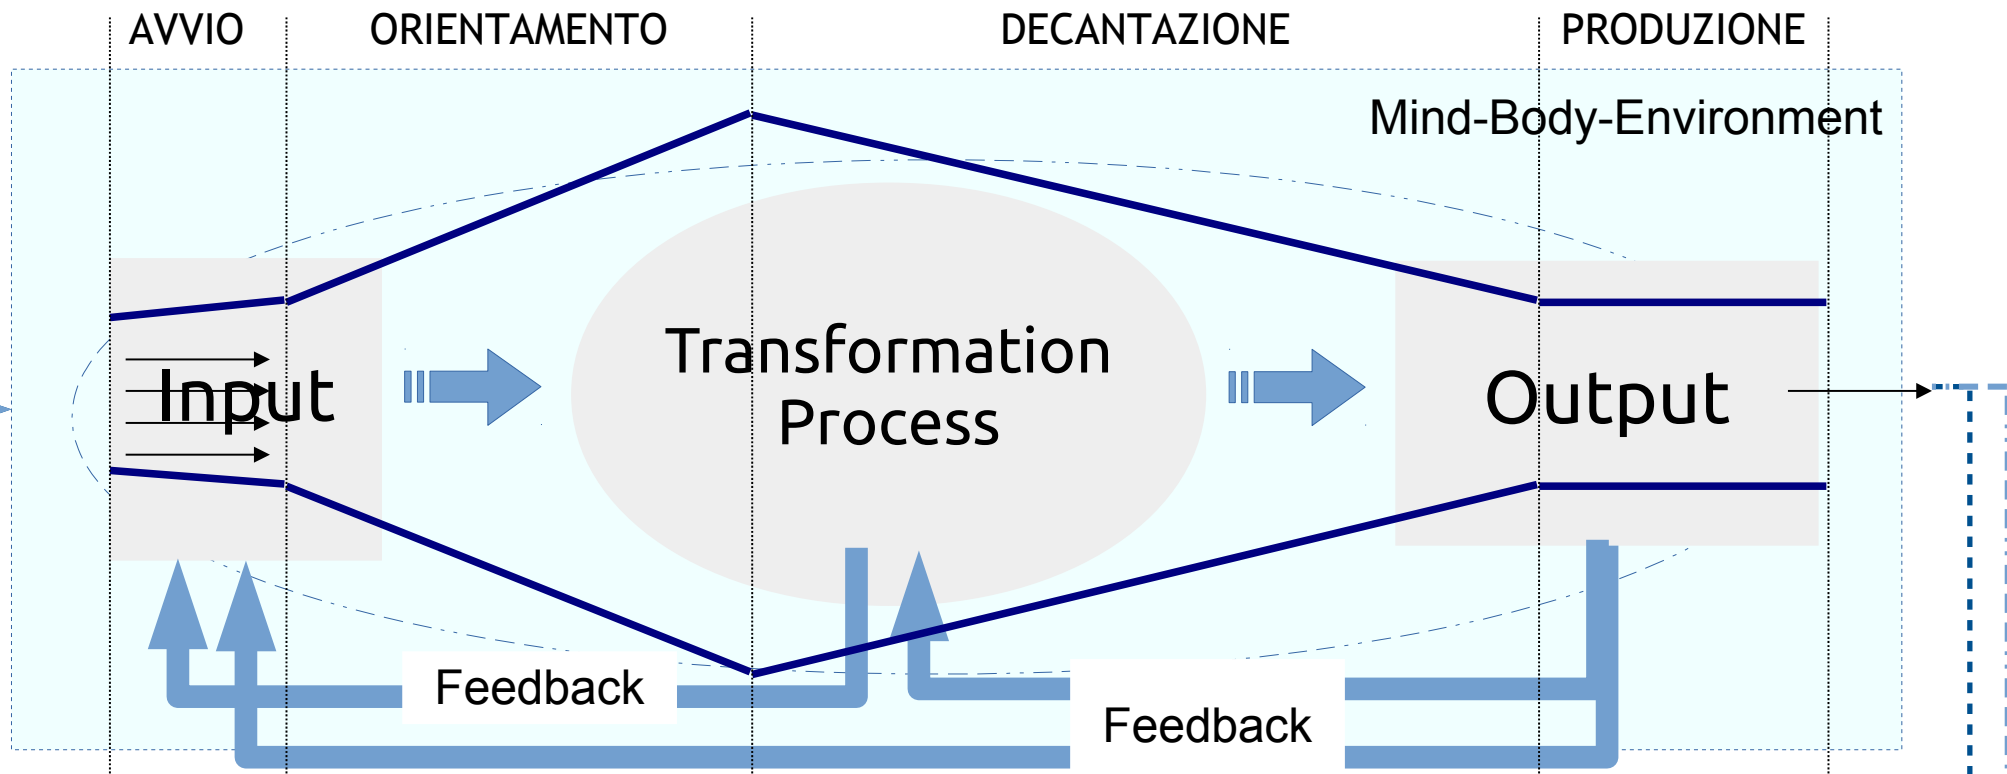 AVVIO
ORIENTAMENTO
DECANTAZIONE
PRODUZIONE
Mind-Body-Environment
Input
Transformation
Process
Output
Feedback
Feedback